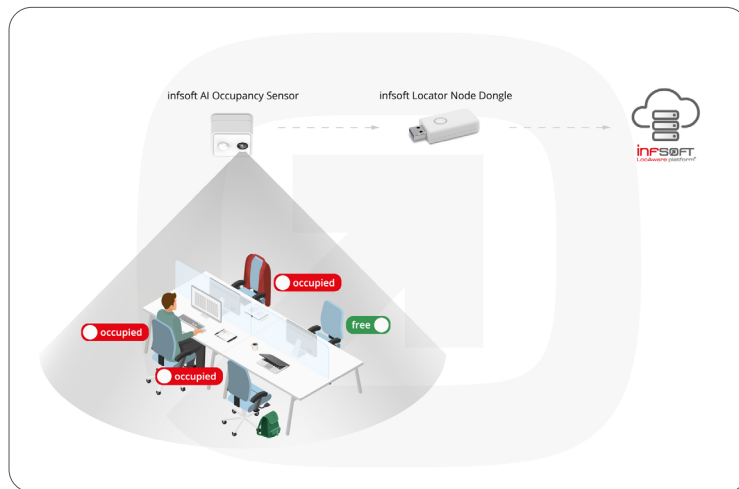 infsoft AI Occupancy Sensor
infsoft Locator Node Dongle
infsoft
LocAware platform®
occupied
free
occupied
occupied